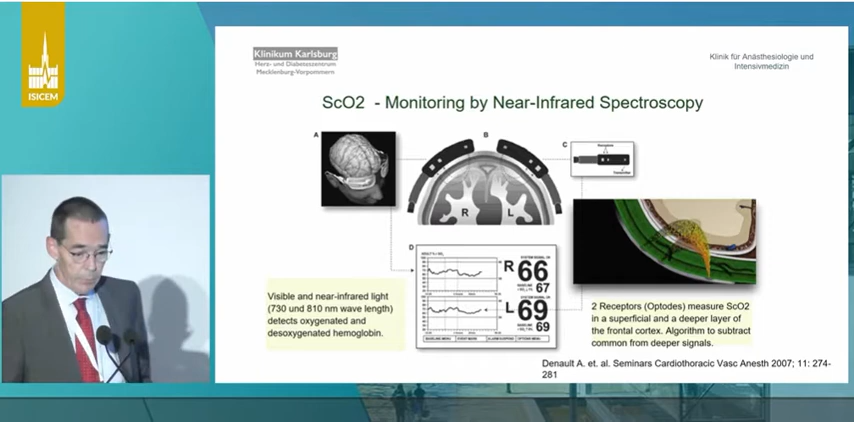 ISICEM
Klinikum Karlsburg
Herz- und Diabeteszentrum
Mecklenburg-Vorpommern
Klinik für Anästhesiologie und
Intensivmedizin
ScO2 - Monitoring by Near-Infrared Spectroscopy
A
B
C
R
L
D
R 66
67
L 69
69
Visible and near-infrared light
(730 und 810 nm wave length)
detects oxygenated and
desoxygenated hemoglobin.
2 Receptors (Optodes) measure ScO2
in a superficial and a deeper layer of
the frontal cortex. Algorithm to subtract
common from deeper signals.
Denault A. et. al. Seminars Cardiothoracic Vasc Anesth 2007; 11: 274-
281